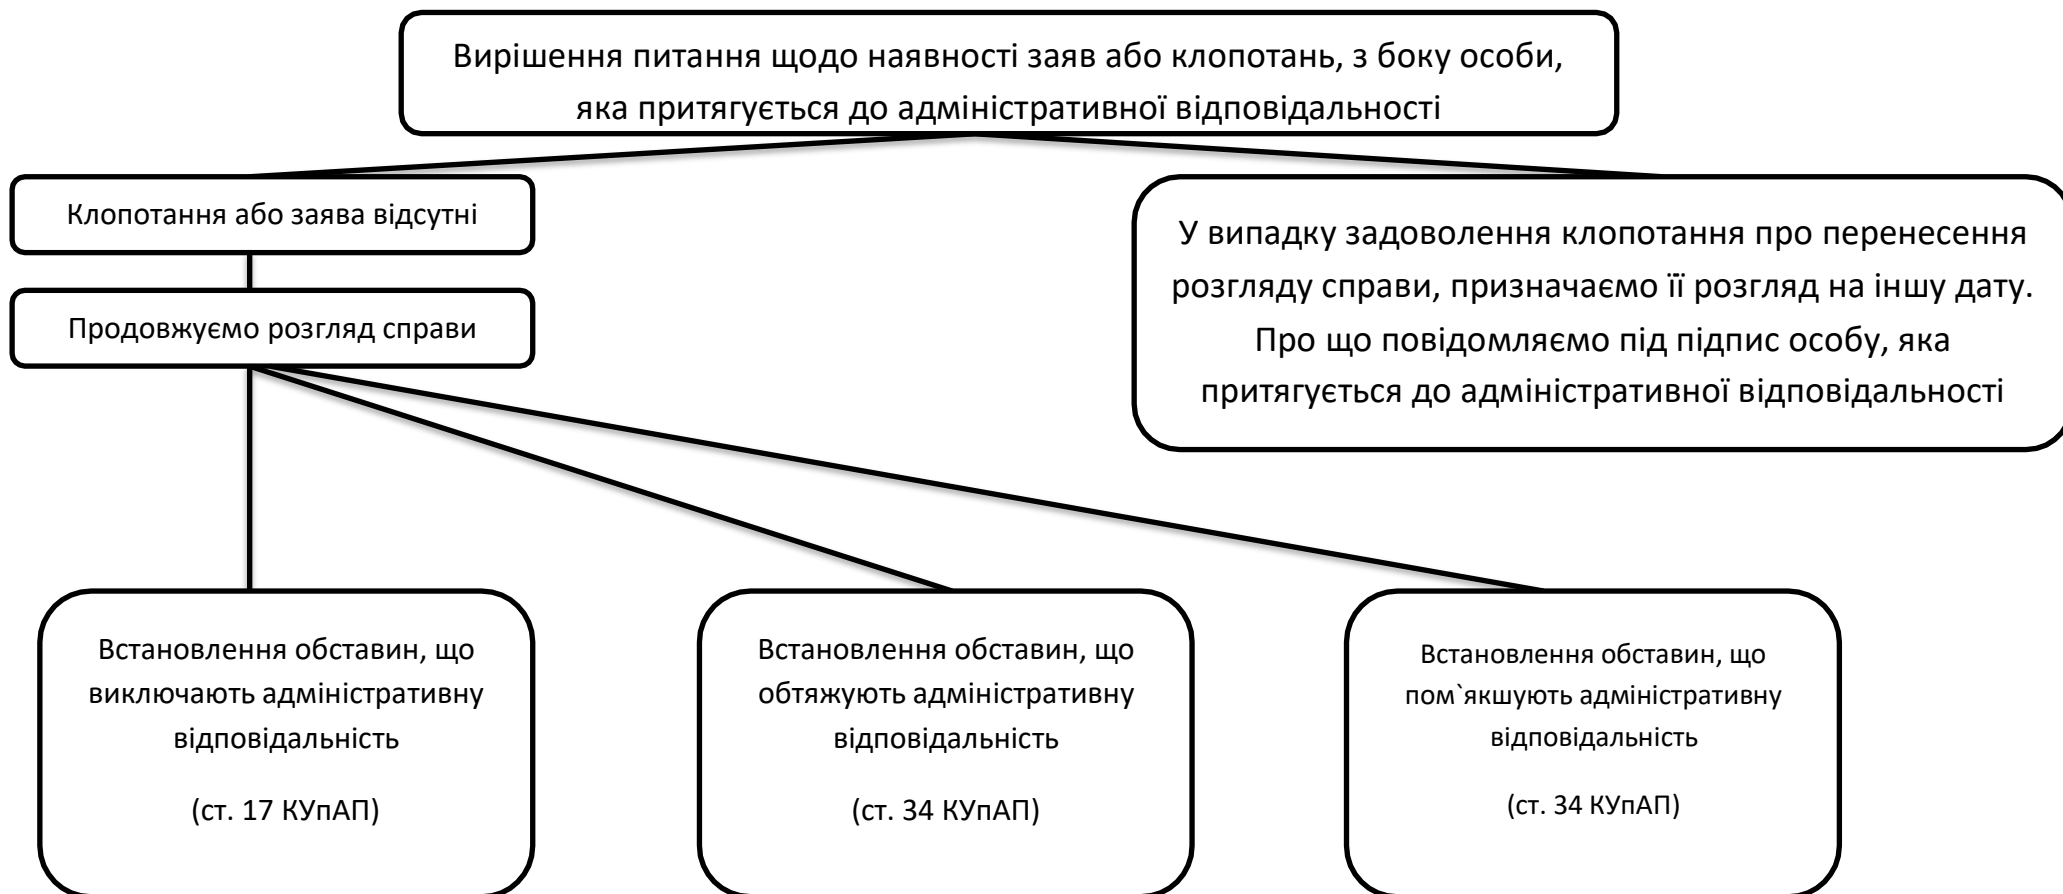 Вирішення питання щодо наявності заяв або клопотань, з боку особи,
яка притягується до адміністративної відповідальності
Клопотання або заява відсутні
Продовжуємо розгляд справи
У випадку задоволення клопотання про перенесення
розгляду справи, призначаємо її розгляд на іншу дату.
Про що повідомляємо під підпис особу, яка
притягується до адміністративної відповідальності
Встановлення обставин, що
виключають адміністративну
відповідальність
(ст. 17 КУпАП)
Встановлення обставин, що
обтяжують адміністративну
відповідальність
(ст. 34 КУпАП)
Встановлення обставин, що
пом`якшують адміністративну
відповідальність
(ст. 34 КУпАП)